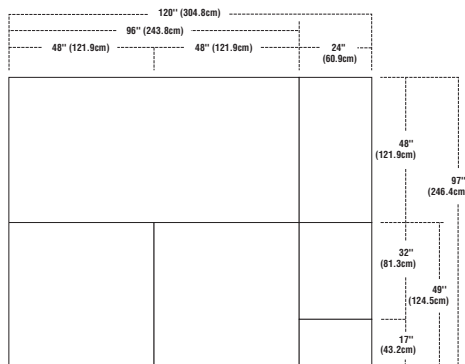 120" (304.8cm)
96" (243.8cm)
48" (121.9cm) 48" (121.9cm) 24"
(60.9cm)
48"
(121.9cm)
97"
(246.4cm
32"
(81.3cm)
49"
(124.5cm)
17"
(43.2cm)